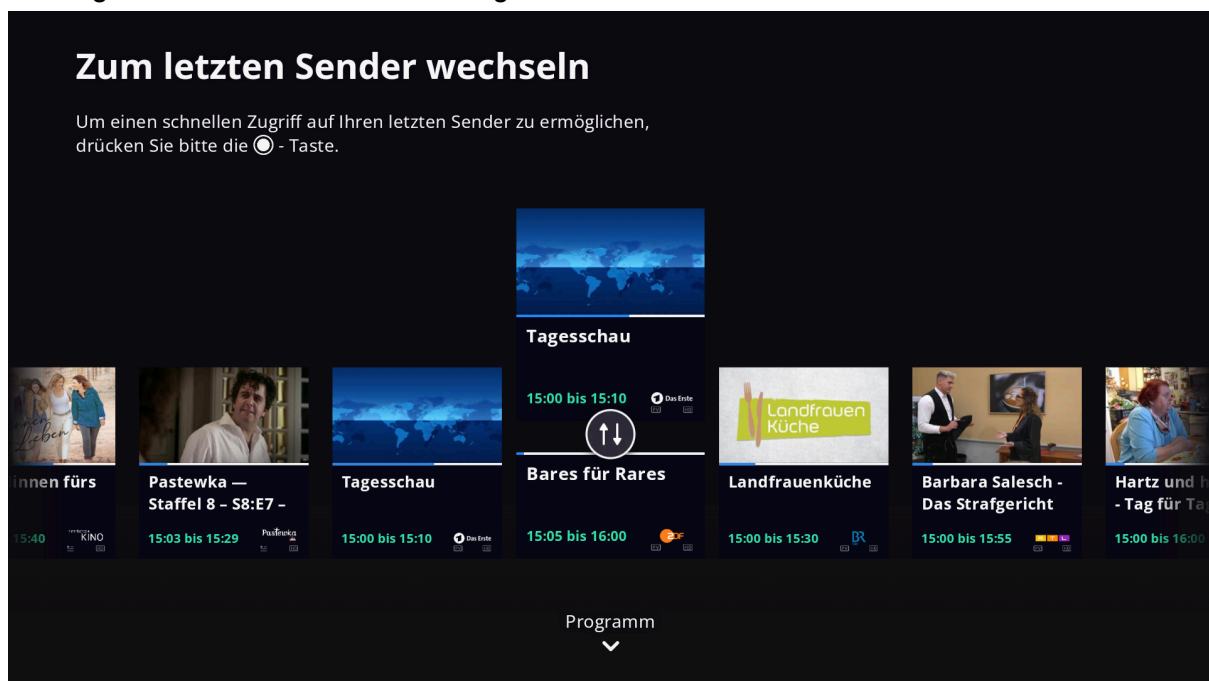 Zum letzten Sender wechseln
Um einen schnellen Zugriff auf Ihren letzten Sender zu ermöglichen,
drücken Sie bitte die - Taste.
Tagesschau
15:00 bis 15:10
Das Erste
innen fürs
15:40
KINO
Pastewka —
Staffel 8 – S8:E7 –
15:03 bis 15:29
Pastewka
Tagesschau
15:00 bis 15:10
Das Erste
Bares für Rares
15:05 bis 16:00
ZDF
Landfrauen
Küche
Landfrauenküche
15:00 bis 15:30
BR
Barbara Salesch -
Das Strafgericht
15:00 bis 15:55
RTL
Hartz und h
- Tag für Ta
15:00 bis 16:00
Programm